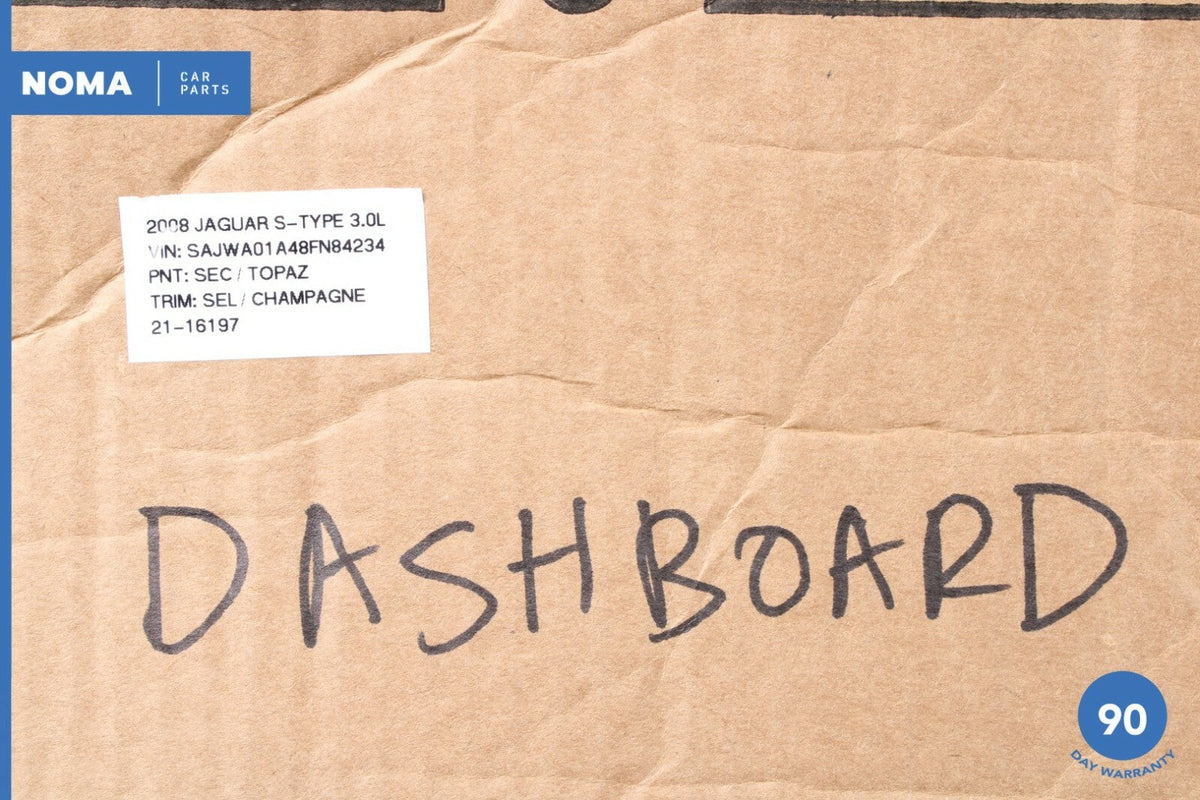 NOMA
CAR
PARTS
2008 JAGUAR S-TYPE 3.0L
VIN: SAJWA01A48FN84234
PNT: SEC / TOPAZ
TRIM: SEL / CHAMPAGNE
21-16197
DASHBOARD
90
DAY WARRANTY